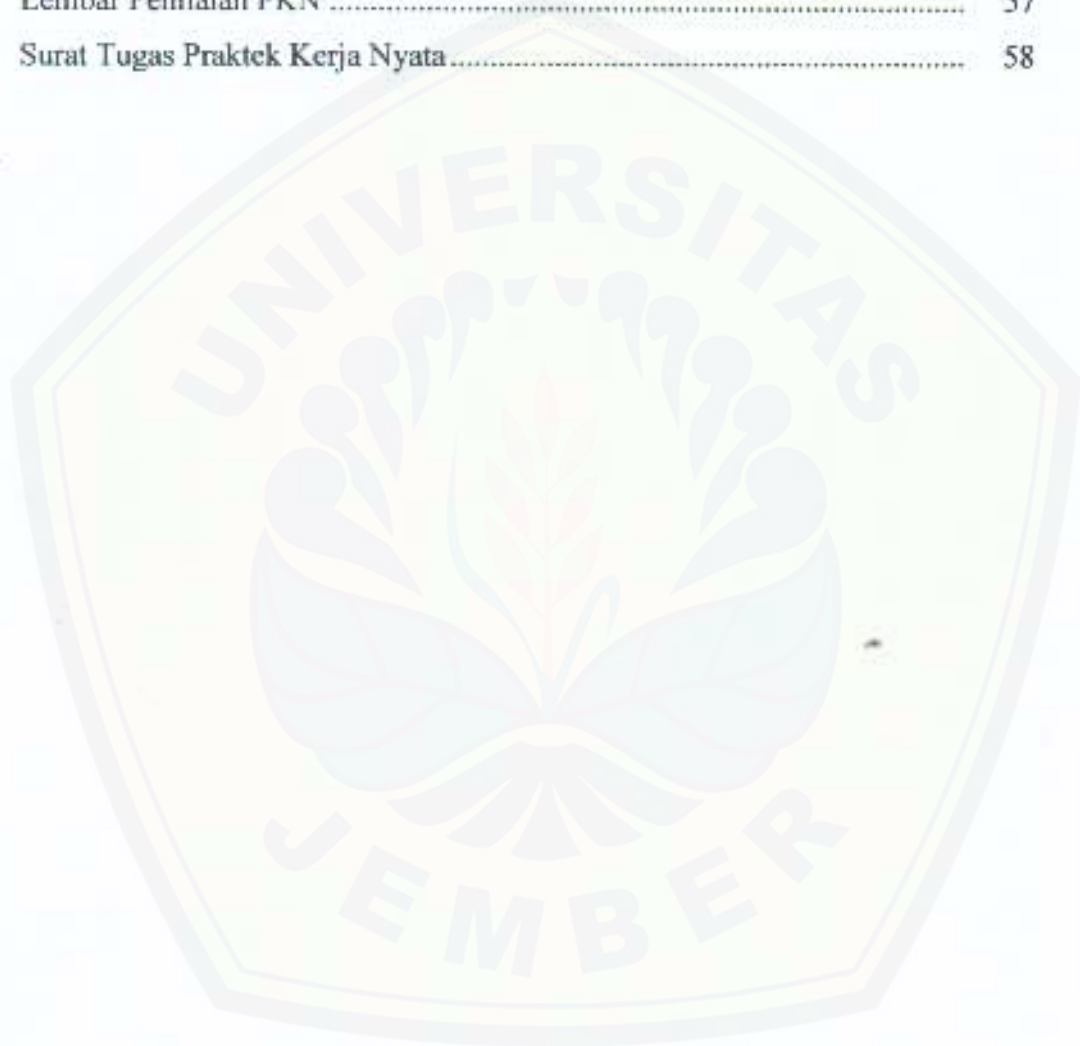 Lembar Penilaian PKN ........ 57
Surat Tugas Praktek Kerja Nyata ........ 58
UNIVERSITAS
JEMBER